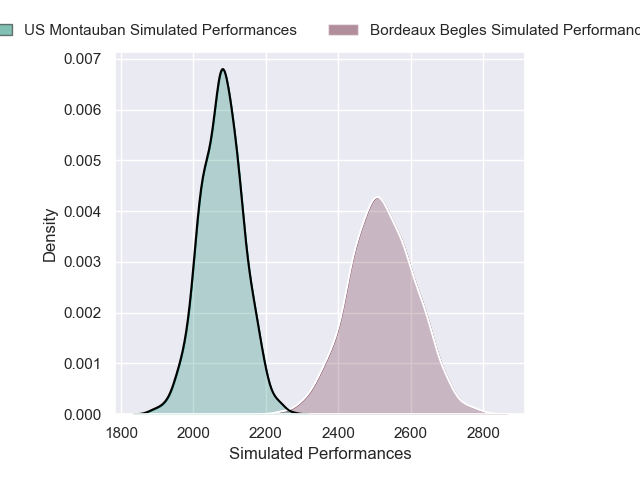 US Montauban Simulated Performances
Bordeaux Begles Simulated Performanc
0.007
0.006
0.005
0.004
0.003
0.002
0.001
0.000
Density
1800 2000 2200 2400 2600 2800
Simulated Performances